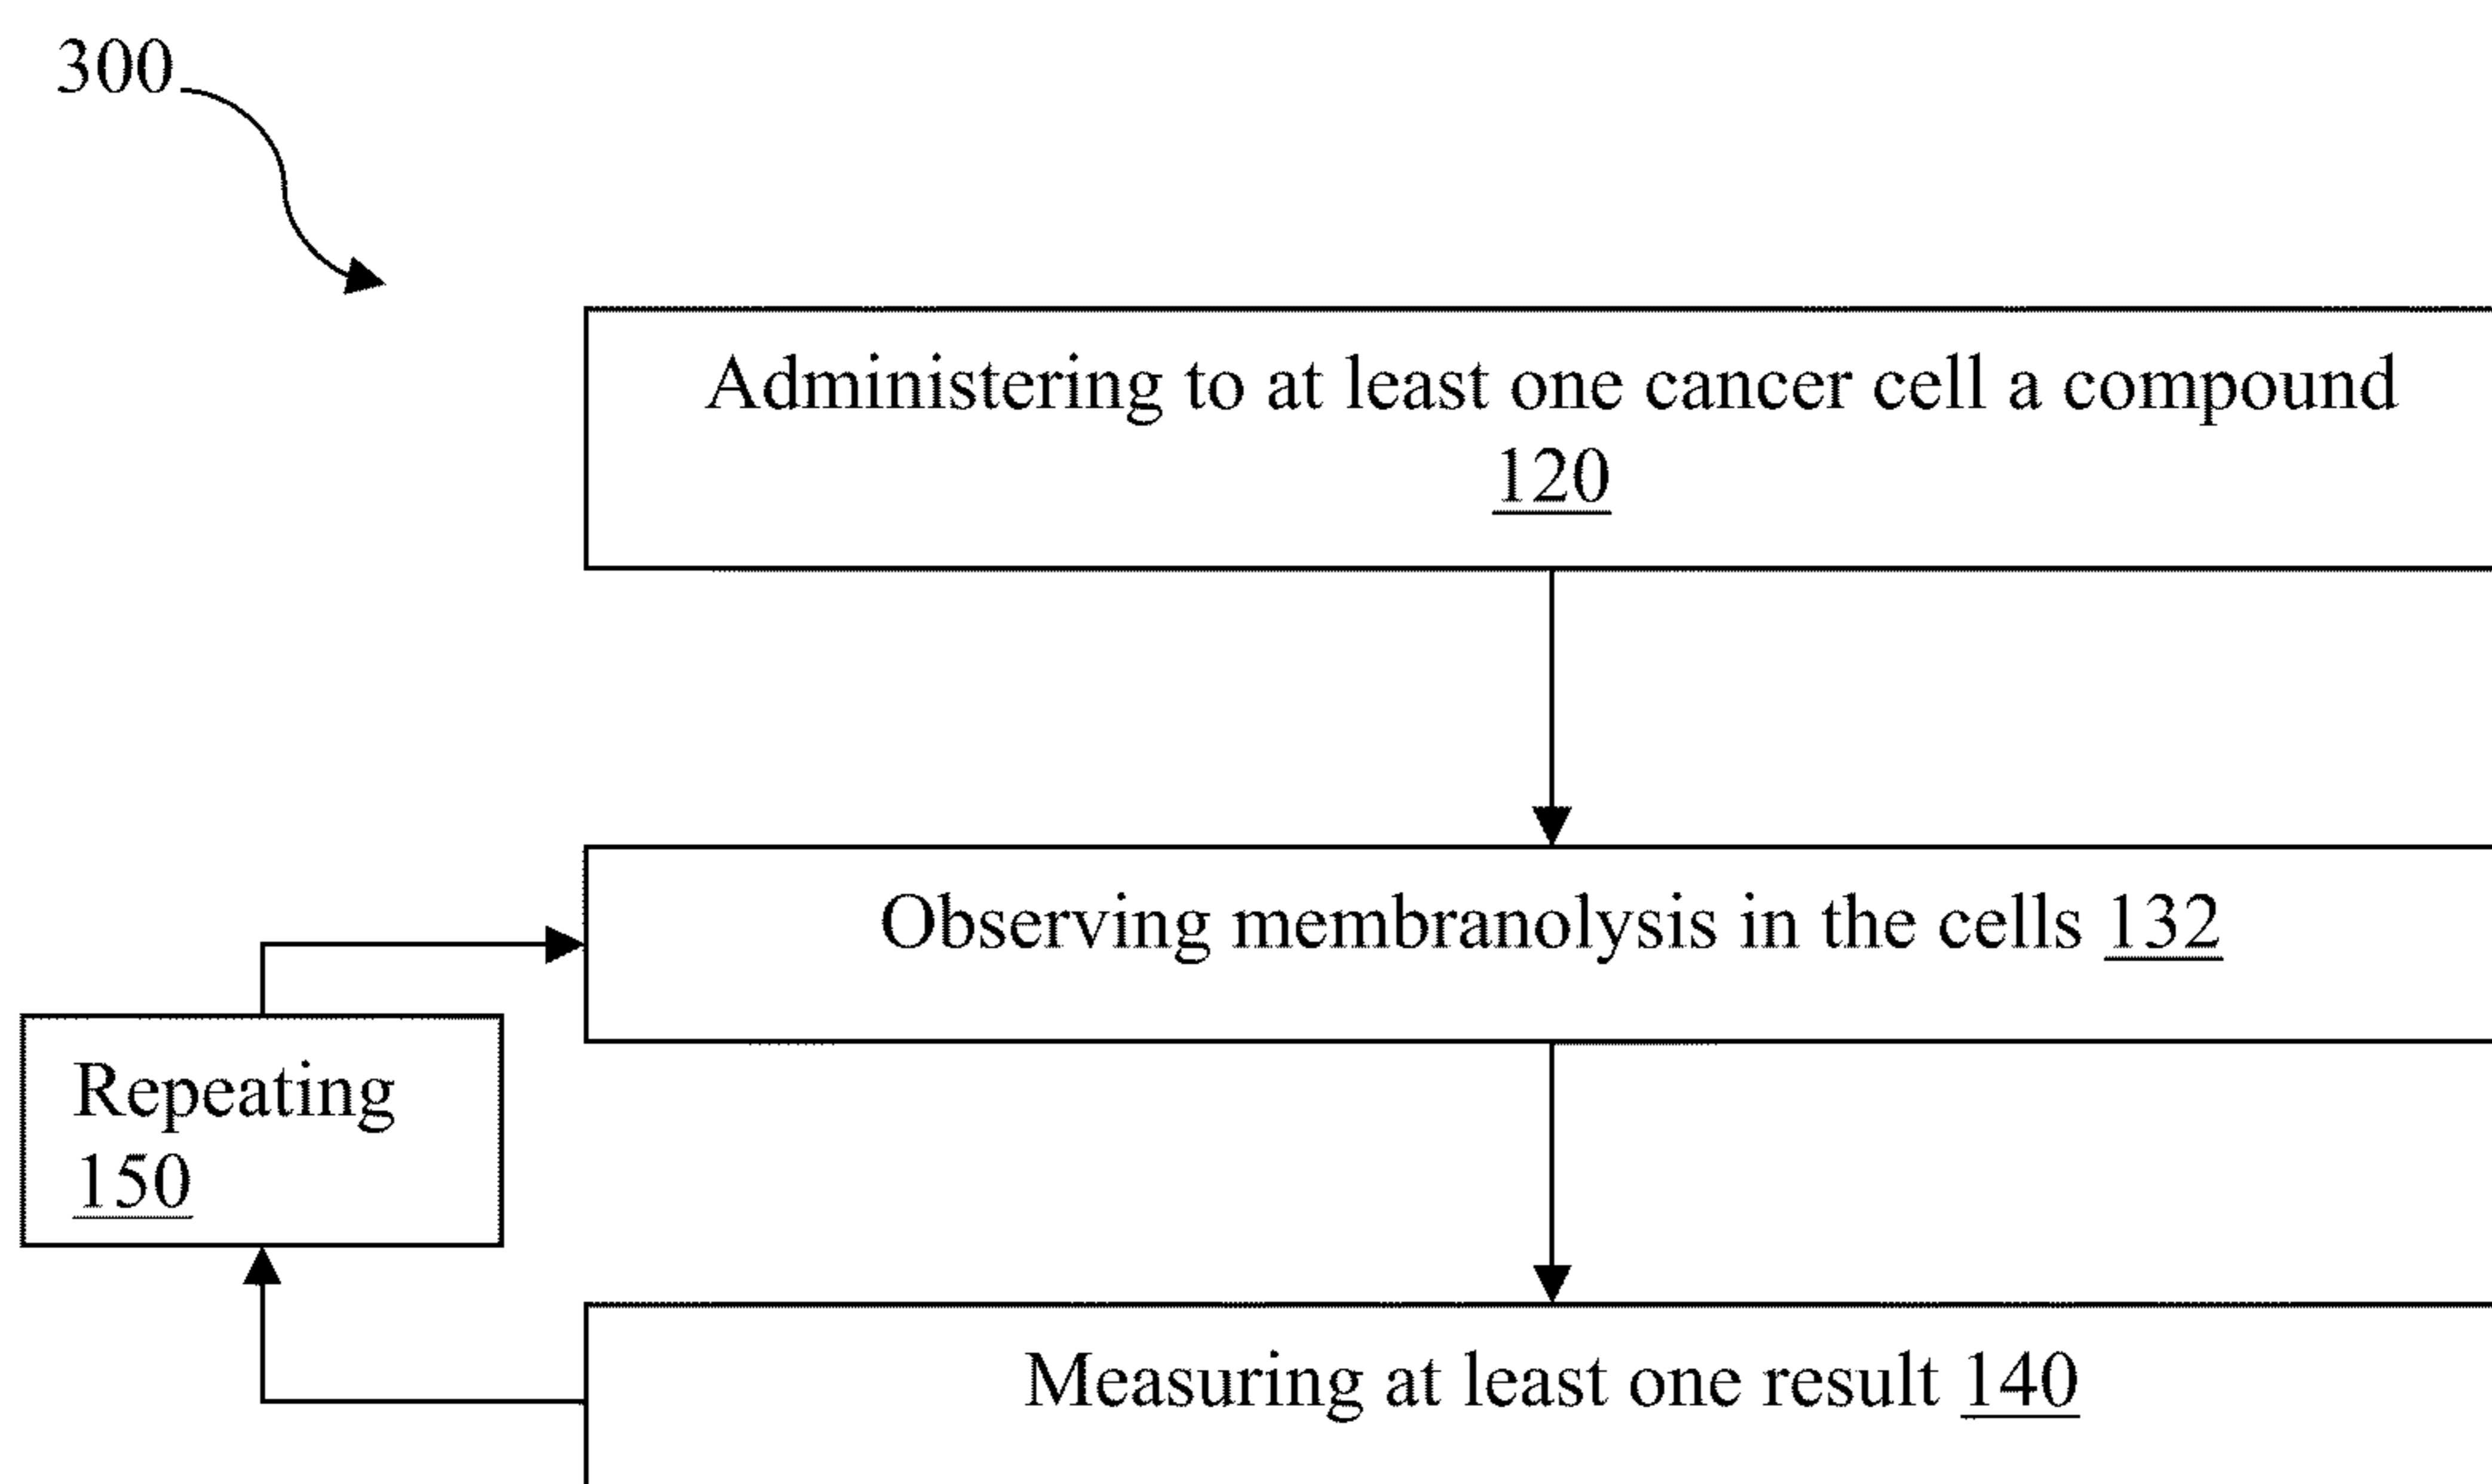 300
Administering to at least one cancer cell a compound
120
Observing membranolysis in the cells 132
Repeating
150
Measuring at least one result 140